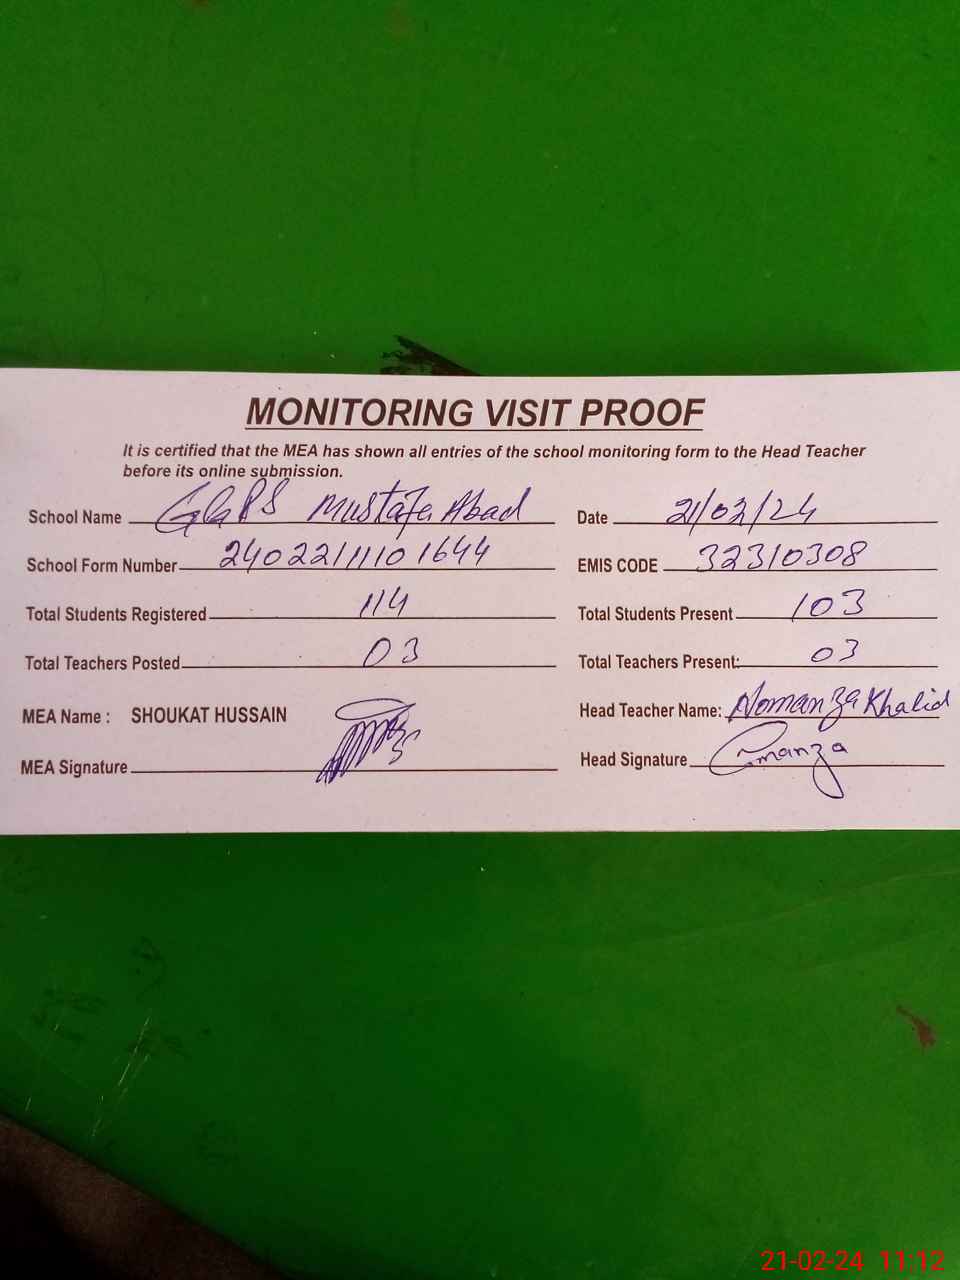 MONITORING VISIT PROOF
It is certified that the MEA has shown all entries of the school monitoring form to the Head Teacher
before its online submission.
School Name GGPS Mustafa Abad Date 21/02/24
School Form Number 2402211101644 EMIS CODE 32310308
Total Students Registered 114 Total Students Present 103
Total Teachers Posted 03 Total Teachers Present: 03
MEA Name : SHOUKAT HUSSAIN Head Teacher Name: Nomanza Khalid
MEA Signature Head Signature
21-02-24 11:12